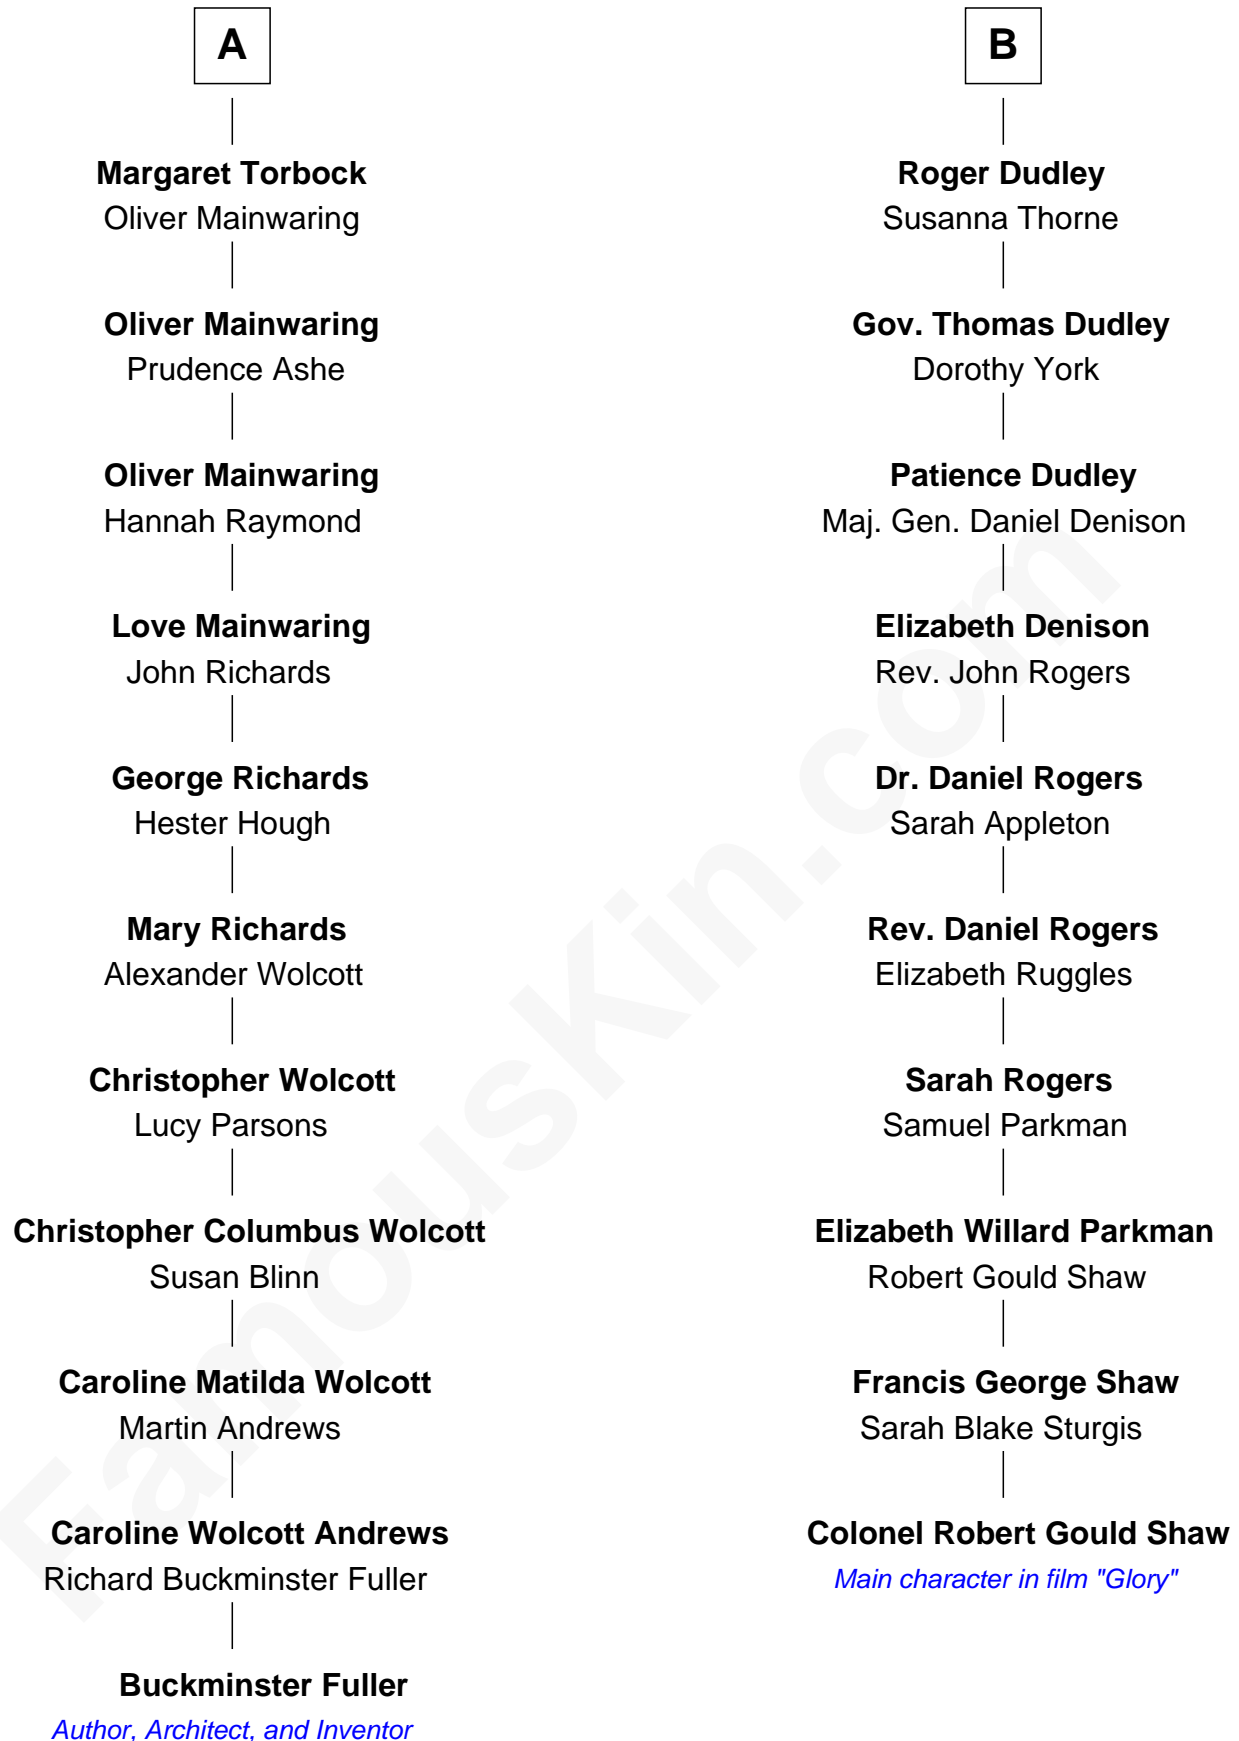 A
Margaret Torbock
Oliver Mainwaring
Oliver Mainwaring
Prudence Ashe
Oliver Mainwaring
Hannah Raymond
Love Mainwaring
John Richards
George Richards
Hester Hough
Mary Richards
Alexander Wolcott
Christopher Wolcott
Lucy Parsons
Christopher Columbus Wolcott
Susan Blinn
Caroline Matilda Wolcott
Martin Andrews
Caroline Wolcott Andrews
Richard Buckminster Fuller
Buckminster Fuller
Author, Architect, and Inventor
B
Roger Dudley
Susanna Thorne
Gov. Thomas Dudley
Dorothy York
Patience Dudley
Maj. Gen. Daniel Denison
Elizabeth Denison
Rev. John Rogers
Dr. Daniel Rogers
Sarah Appleton
Rev. Daniel Rogers
Elizabeth Ruggles
Sarah Rogers
Samuel Parkman
Elizabeth Willard Parkman
Robert Gould Shaw
Francis George Shaw
Sarah Blake Sturgis
Colonel Robert Gould Shaw
Main character in film "Glory"
FamousKin.com